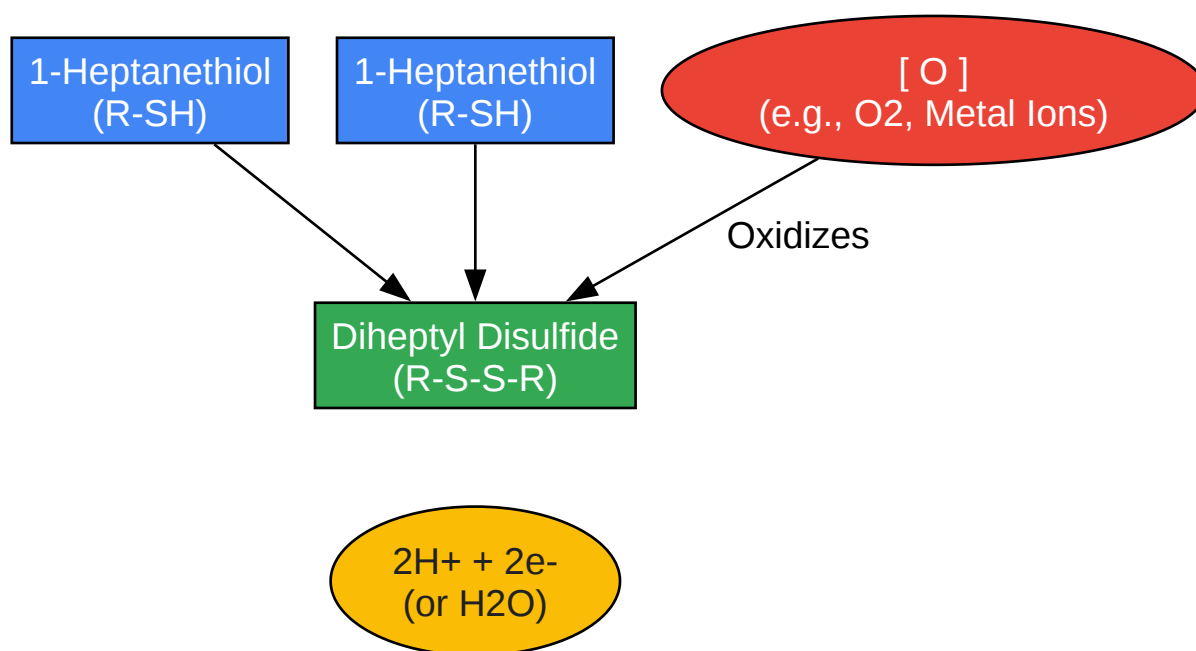 1-Heptanethiol
(R-SH)
1-Heptanethiol
(R-SH)
[ O ]
(e.g., O2, Metal Ions)
Oxidizes
Diheptyl Disulfide
(R-S-S-R)
2H+ + 2e-
(or H2O)